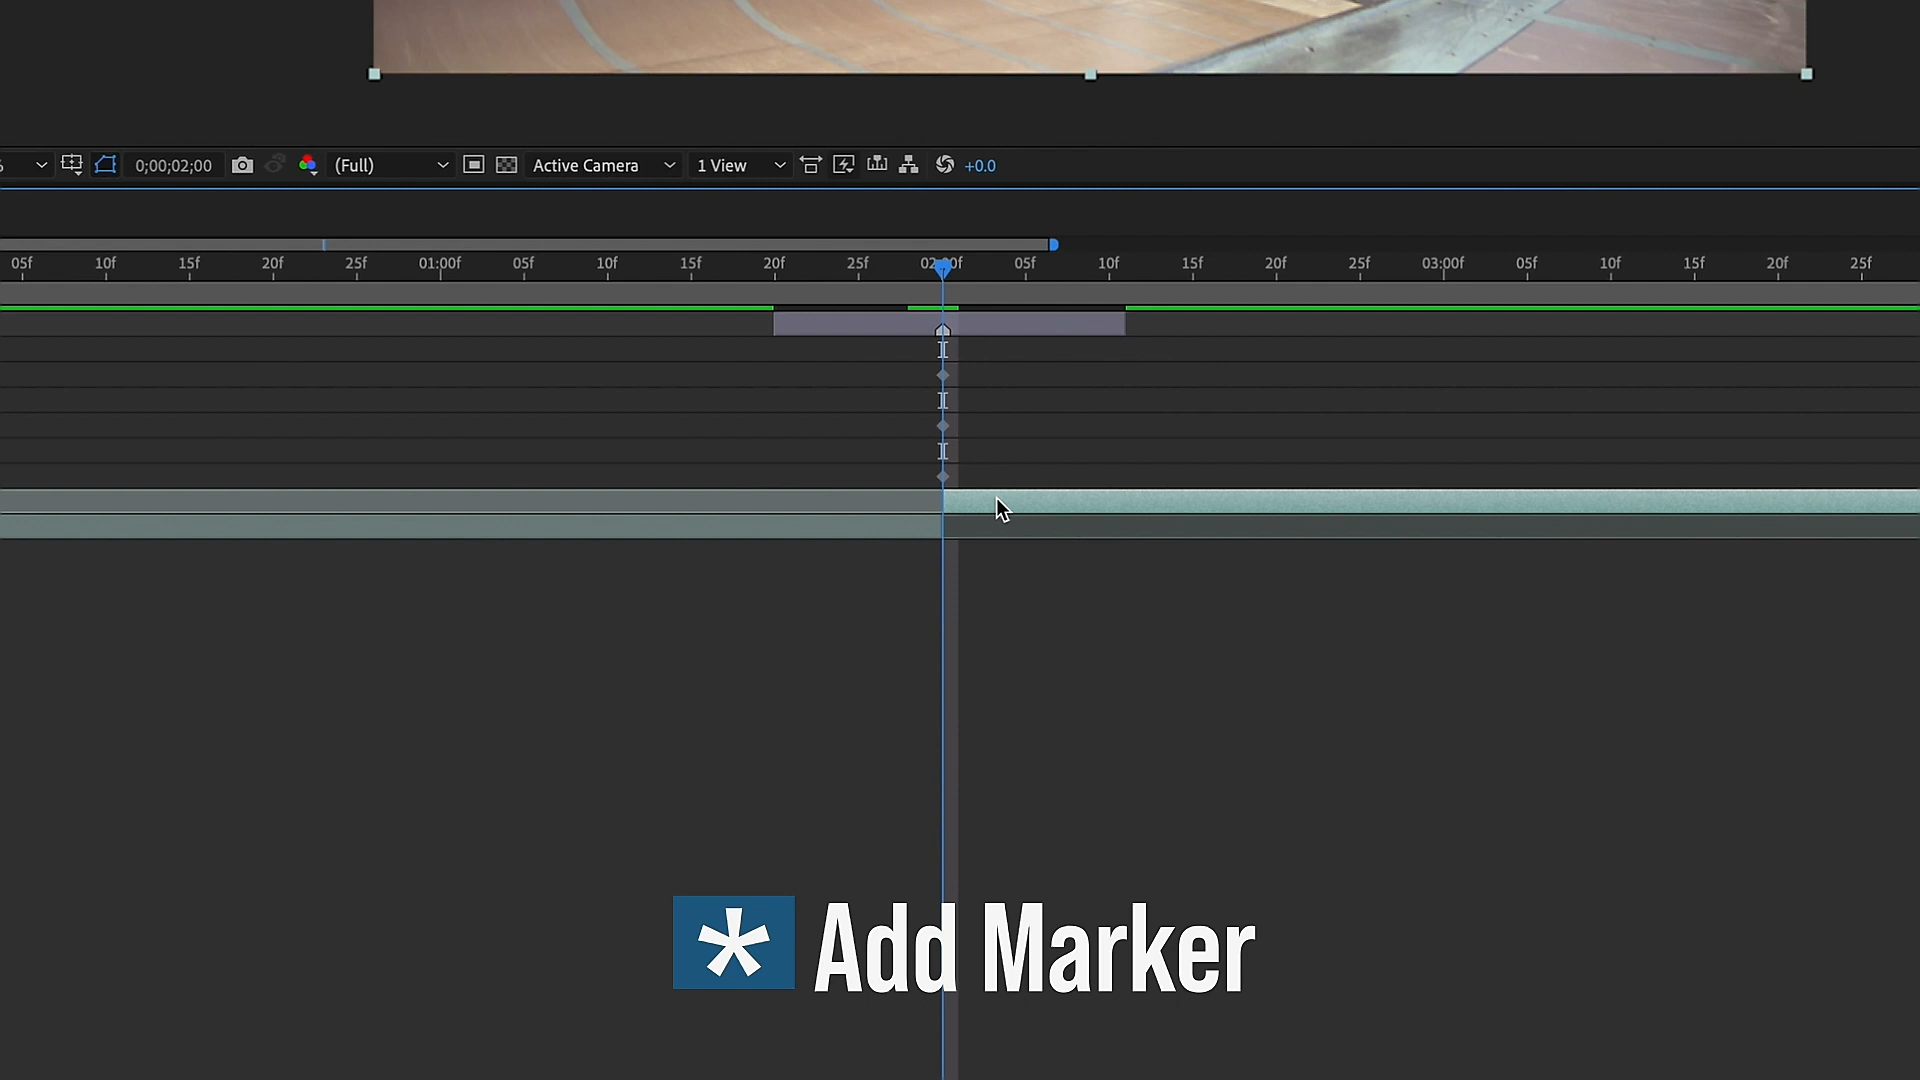 0;00;02;00 (Full) Active Camera 1 View +0.0
05f 10f 15f 20f 25f 01:00f 05f 10f 15f 20f 25f 05f 10f 15f 20f 25f 03:00f 05f 10f 15f 20f 25f
* Add Marker